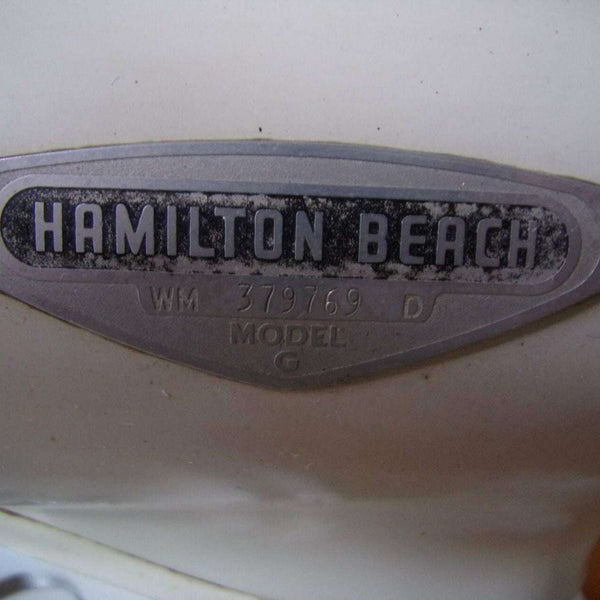 HAMILTON BEACH
WM 379769 D
MODEL
G